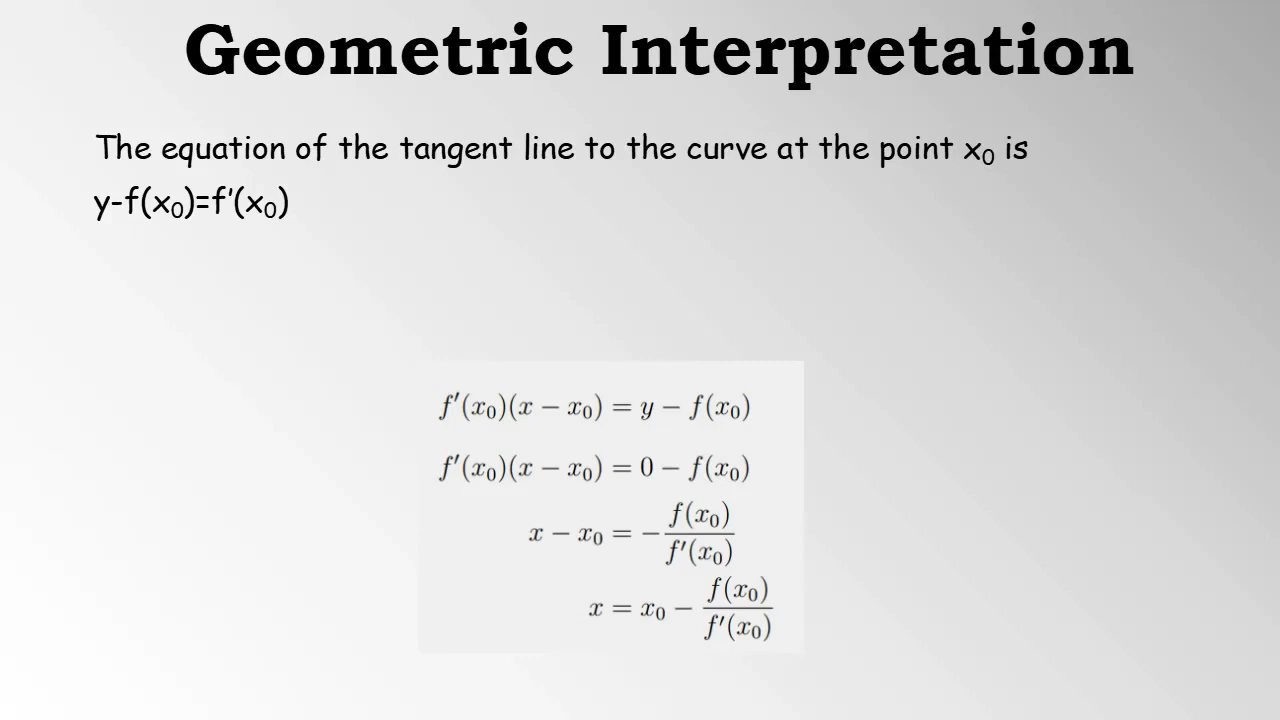 Geometric Interpretation
The equation of the tangent line to the curve at the point x₀ is
y-f(x₀)=f'(x₀)
f′(x₀)(x − x₀) = y − f(x₀)
f′(x₀)(x − x₀) = 0 − f(x₀)
x − x₀ = − f(x₀) / f′(x₀)
x = x₀ − f(x₀) / f′(x₀)